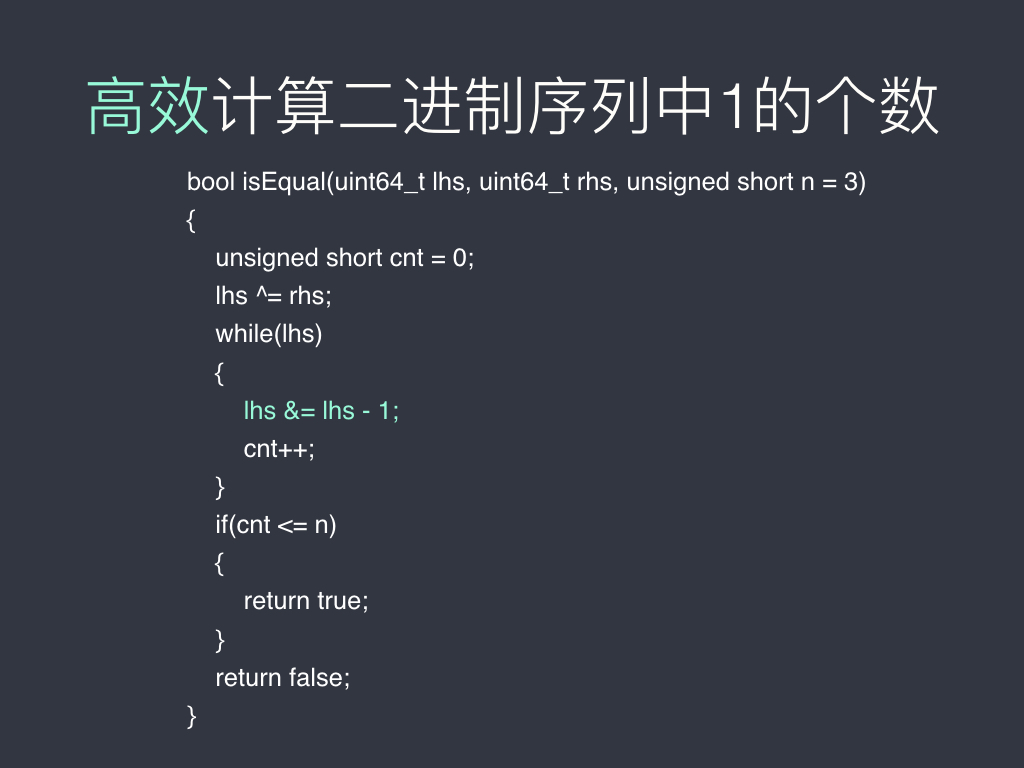 高效计算二进制序列中1的个数
bool isEqual(uint64_t lhs, uint64_t rhs, unsigned short n = 3)
{
    unsigned short cnt = 0;
    lhs ^= rhs;
    while(lhs)
    {
        lhs &= lhs - 1;
        cnt++;
    }
    if(cnt <= n)
    {
        return true;
    }
    return false;
}